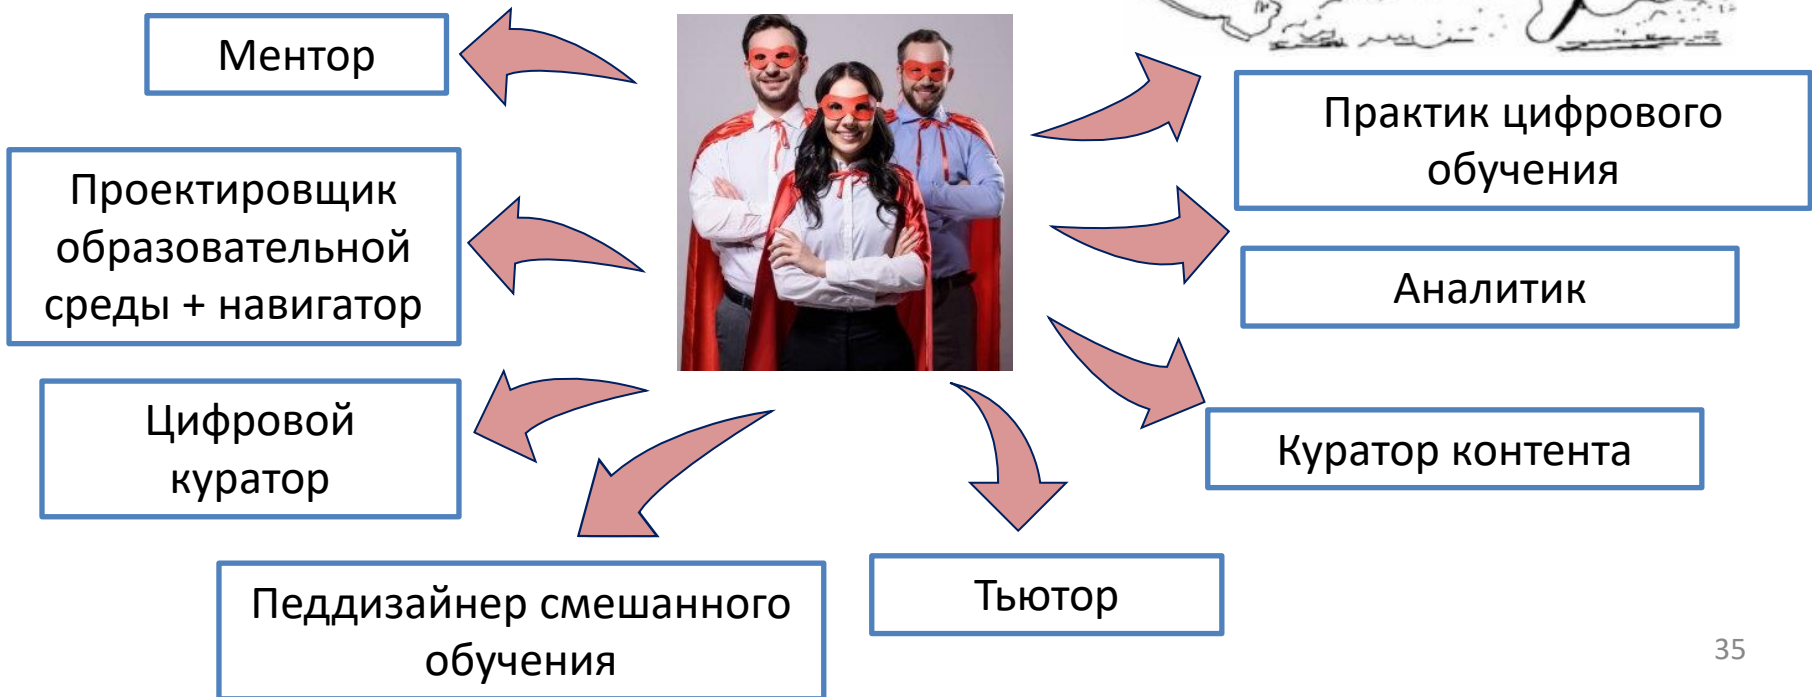 Ментор
Практик цифрового
обучения
Проектировщик
образовательной
среды + навигатор
Аналитик
Цифровой
куратор
Куратор контента
Педдизайнер смешанного
обучения
Тьютор
35